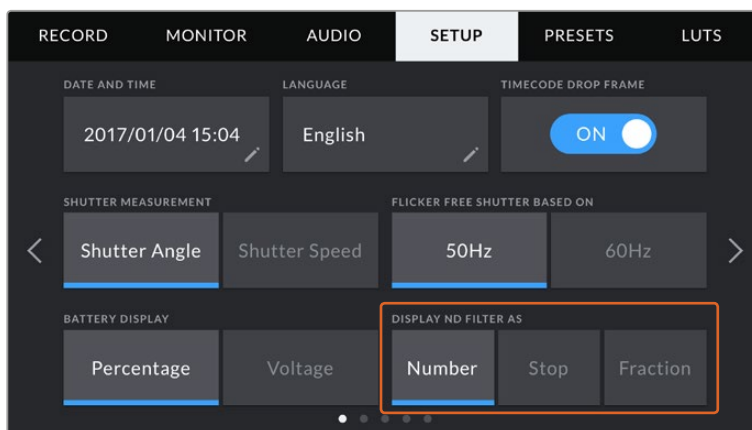 RECORD MONITOR AUDIO SETUP PRESETS LUTS
DATE AND TIME LANGUAGE TIMECODE DROP FRAME
2017/01/04 15:04 English ON
SHUTTER MEASUREMENT FLICKER FREE SHUTTER BASED ON
Shutter Angle Shutter Speed 50Hz 60Hz
BATTERY DISPLAY DISPLAY ND FILTER AS
Percentage Voltage Number Stop Fraction